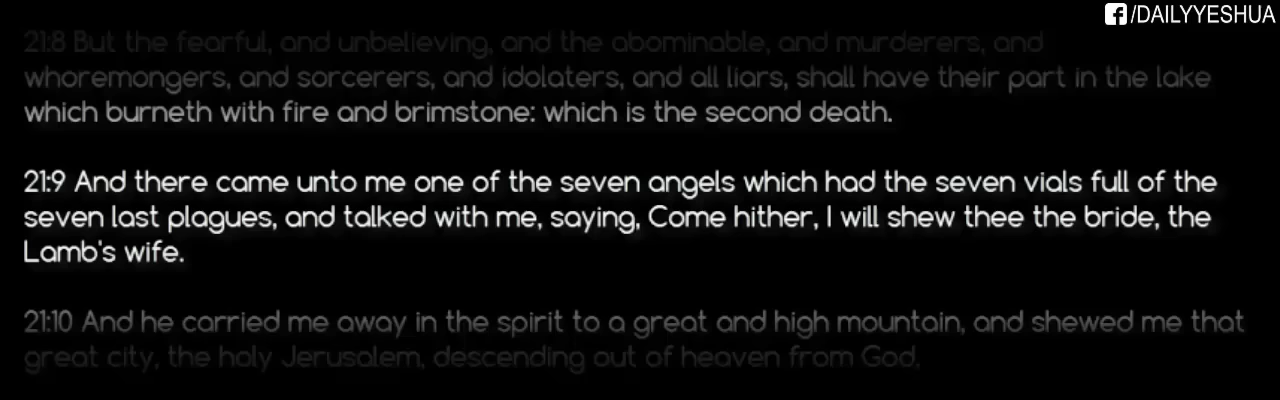 /DAILYYESHUA
21:8 But the fearful, and unbelieving, and the abominable, and murderers, and
whoremongers, and sorcerers, and idolaters, and all liars, shall have their part in the lake
which burneth with fire and brimstone: which is the second death.
21:9 And there came unto me one of the seven angels which had the seven vials full of the
seven last plagues, and talked with me, saying, Come hither, I will shew thee the bride, the
Lamb's wife.
21:10 And he carried me away in the spirit to a great and high mountain, and shewed me that
great city, the holy Jerusalem, descending out of heaven from God,